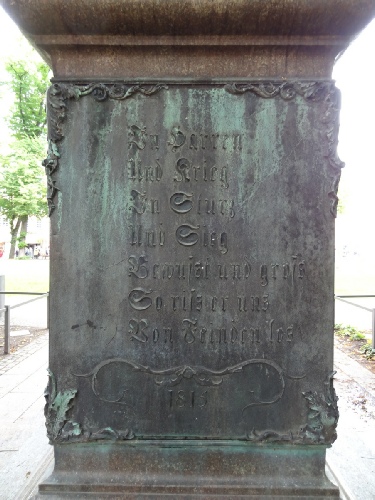 In Harren
Und Krieg
In Sturz
Und Sieg
Bewußt und groß
So riß er uns
Von Feinden los